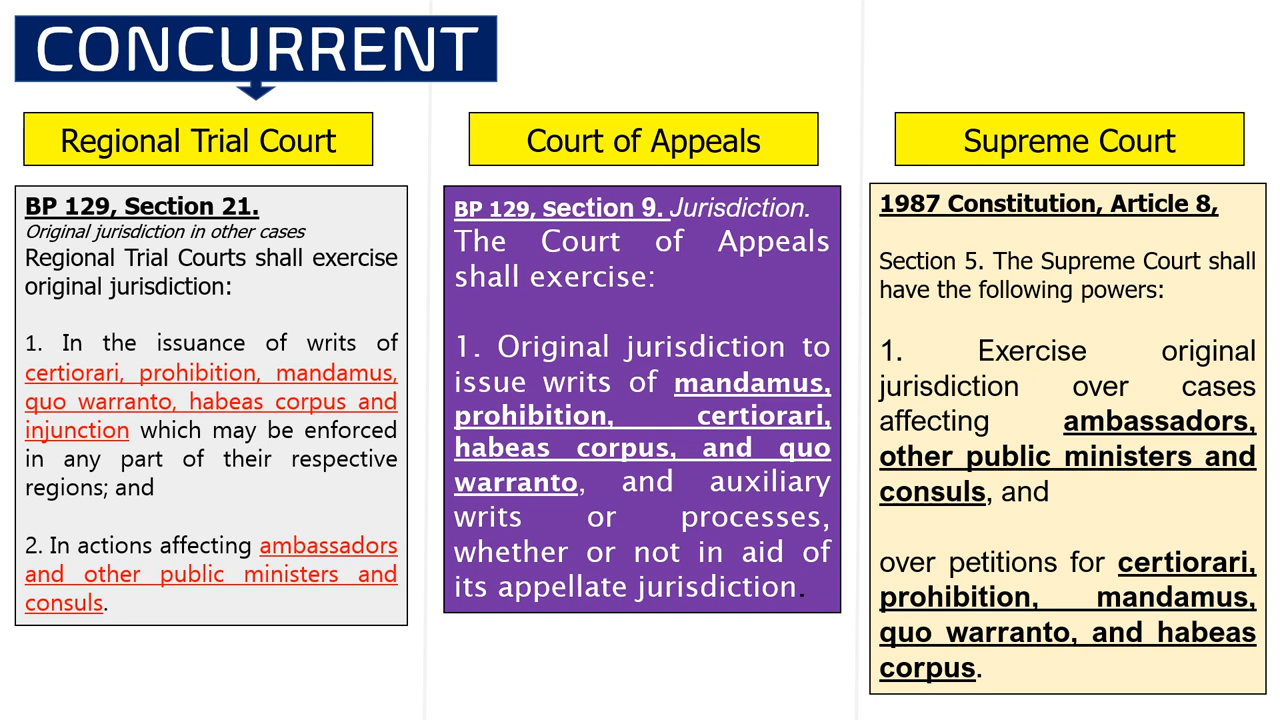 CONCURRENT
Regional Trial Court
BP 129, Section 21.
Original jurisdiction in other cases
Regional Trial Courts shall exercise
original jurisdiction:
1. In the issuance of writs of
certiorari, prohibition, mandamus,
quo warranto, habeas corpus and
injunction which may be enforced
in any part of their respective
regions; and
2. In actions affecting ambassadors
and other public ministers and
consuls.
Court of Appeals
BP 129, Section 9. Jurisdiction.
The Court of Appeals
shall exercise:
1. Original jurisdiction to
issue writs of mandamus,
prohibition, certiorari,
habeas corpus, and quo
warranto, and auxiliary
writs or processes,
whether or not in aid of
its appellate jurisdiction.
Supreme Court
1987 Constitution, Article 8,
Section 5. The Supreme Court shall
have the following powers:
1. Exercise original
jurisdiction over cases
affecting ambassadors,
other public ministers and
consuls, and
over petitions for certiorari,
prohibition, mandamus,
quo warranto, and habeas
corpus.